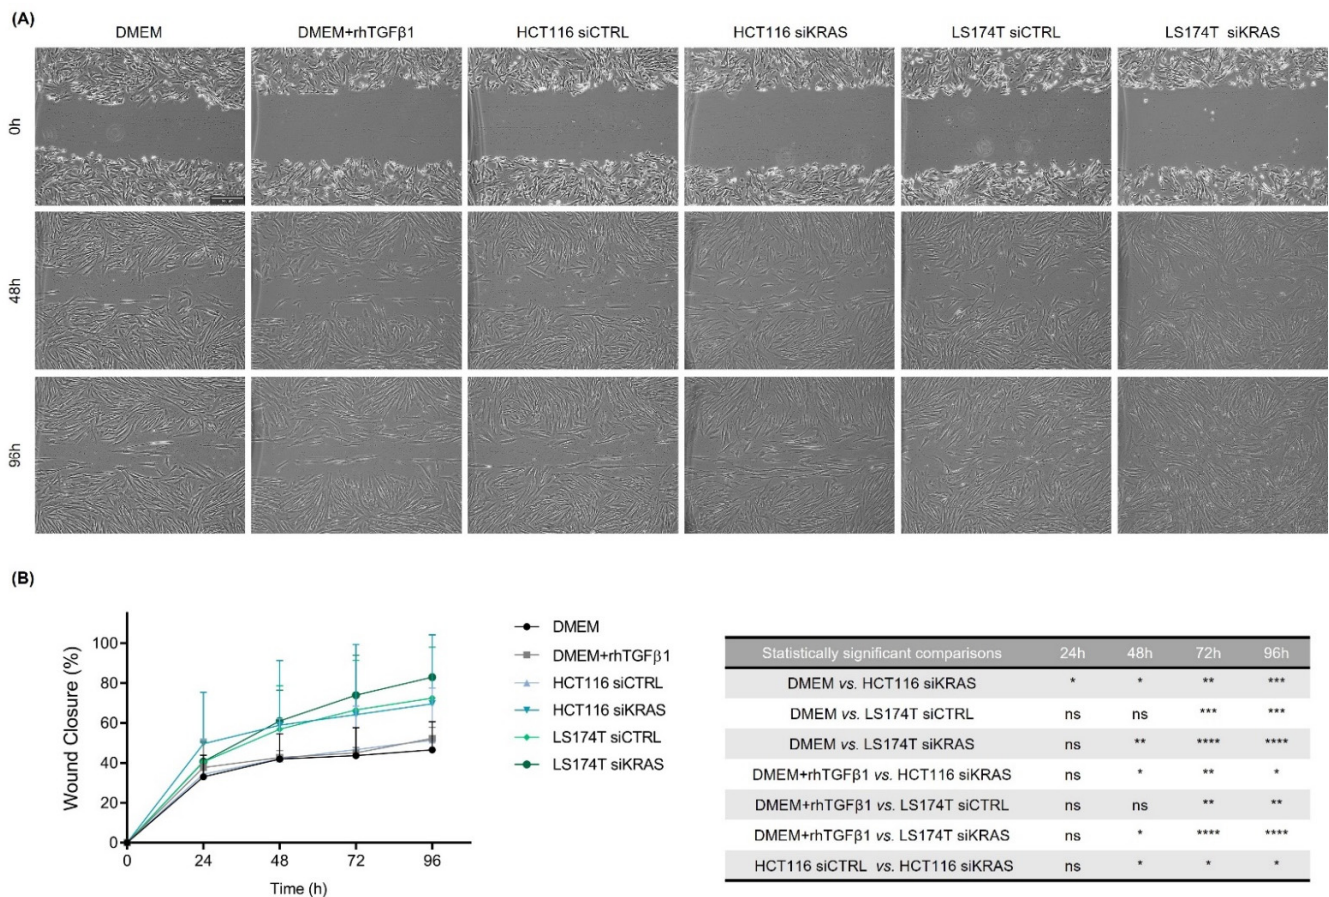 (A)
DMEM DMEM+rhTGFβ1 HCT116 siCTRL HCT116 siKRAS LS174T siCTRL LS174T siKRAS
0h
48h
96h
(B)
Wound Closure (%)
100
80
60
40
20
0
0 24 48 72 96
Time (h)
DMEM
DMEM+rhTGFβ1
HCT116 siCTRL
HCT116 siKRAS
LS174T siCTRL
LS174T siKRAS
Statistically significant comparisons 24h 48h 72h 96h
DMEM vs. HCT116 siKRAS * * ** ***
DMEM vs. LS174T siCTRL ns ns *** ***
DMEM vs. LS174T siKRAS ns ** **** ****
DMEM+rhTGFβ1 vs. HCT116 siKRAS ns * ** *
DMEM+rhTGFβ1 vs. LS174T siCTRL ns ns ** **
DMEM+rhTGFβ1 vs. LS174T siKRAS ns * **** ****
HCT116 siCTRL vs. HCT116 siKRAS ns * * *